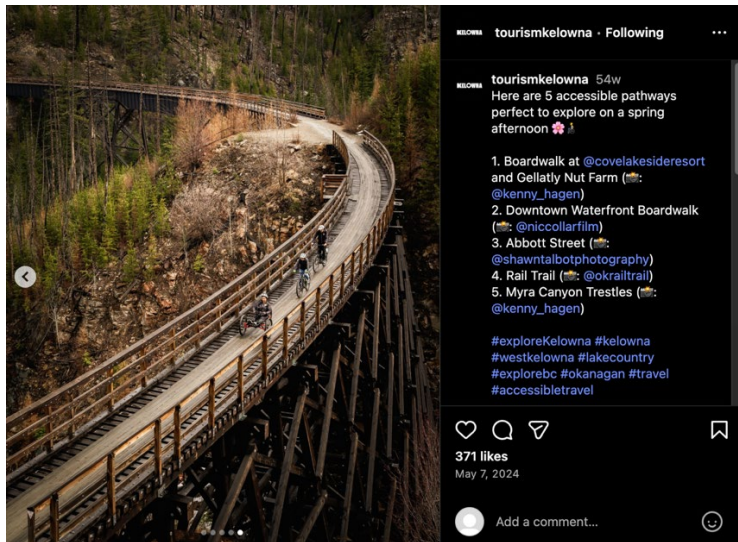 KELOWNA tourismkelowna • Following
KELOWNA tourismkelowna 54w
Here are 5 accessible pathways
perfect to explore on a spring
afternoon 🌸👩‍🦽
1. Boardwalk at @covelakesideresort
and Gellatly Nut Farm (📸:
@kenny_hagen)
2. Downtown Waterfront Boardwalk
(📸: @niccollarfilm)
3. Abbott Street (📸:
@shawntalbotphotography)
4. Rail Trail (📸: @okrailtrail)
5. Myra Canyon Trestles (📸:
@kenny_hagen)
#exploreKelowna #kelowna
#westkelowna #lakecountry
#explorebc #okanagan #travel
#accessibletravel
371 likes
May 7, 2024
Add a comment...